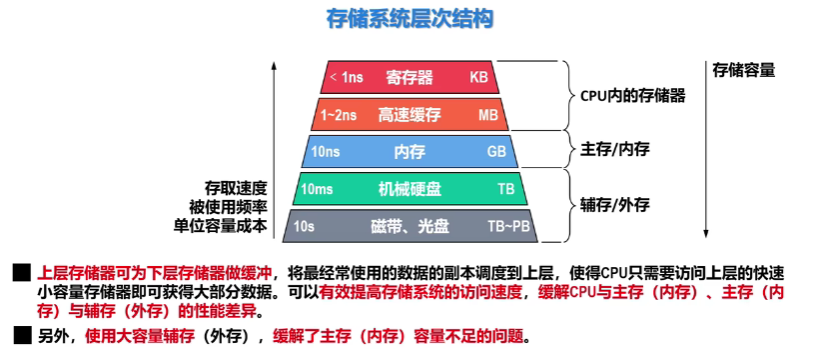 存储系统层次结构
<1ns 寄存器 KB
1~2ns 高速缓存 MB
10ns 内存 GB
10ms 机械硬盘 TB
10s 磁带、光盘 TB~PB
存取速度
被使用频率
单位容量成本
CPU内的存储器
主存/内存
辅存/外存
存储容量
上层存储器可为下层存储器做缓冲，将最经常使用的数据的副本调度到上层，使得CPU只需要访问上层的快速
小容量存储器即可获得大部分数据。可以有效提高存储系统的访问速度，缓解CPU与主存（内存）、主存（内
存）与辅存（外存）的性能差异。
另外，使用大容量辅存（外存），缓解了主存（内存）容量不足的问题。